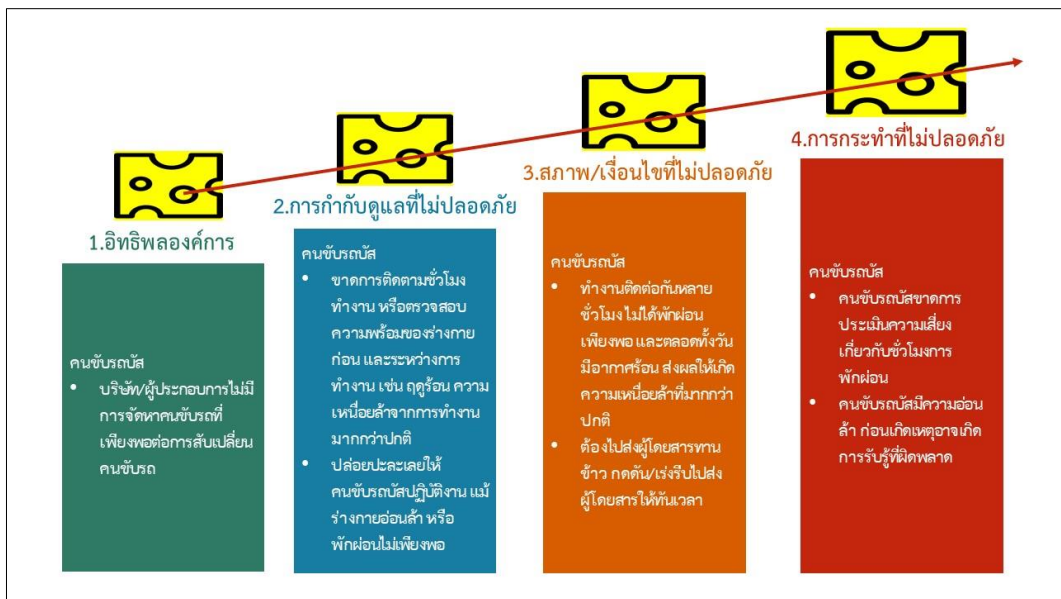 1.อิทธิพลองค์การ
คนขับรถบัส
• บริษัท/ผู้ประกอบการไม่มี
การจัดหาคนขับรถที่
เพียงพอต่อการสับเปลี่ยน
คนขับรถ
2.การกำกับดูแลที่ไม่ปลอดภัย
คนขับรถบัส
• ขาดการติดตามชั่วโมง
ทำงาน หรือตรวจสอบ
ความพร้อมของร่างกาย
ก่อน และระหว่างการ
ทำงาน เช่น ฤดูร้อน ความ
เหนื่อยล้าจากการทำงาน
มากกว่าปกติ
• ปล่อยปะละเลยให้
คนขับรถบัสปฏิบัติงาน แม้
ร่างกายอ่อนล้า หรือ
พักผ่อนไม่เพียงพอ
3.สภาพ/เงื่อนไขที่ไม่ปลอดภัย
คนขับรถบัส
• ทำงานติดต่อกันหลาย
ชั่วโมง ไม่ได้พักผ่อน
เพียงพอ และตลอดทั้งวัน
มีอากาศร้อน ส่งผลให้เกิด
ความเหนื่อยล้าที่มากกว่า
ปกติ
• ต้องไปส่งผู้โดยสารทาน
ข้าว กดดัน/เร่งรีบไปส่ง
ผู้โดยสารให้ทันเวลา
4.การกระทำที่ไม่ปลอดภัย
คนขับรถบัส
• คนขับรถบัสขาดการ
ประเมินความเสี่ยง
เกี่ยวกับชั่วโมงการ
พักผ่อน
• คนขับรถบัสมีความอ่อน
ล้า ก่อนเกิดเหตุอาจเกิด
การรับรู้ที่ผิดพลาด